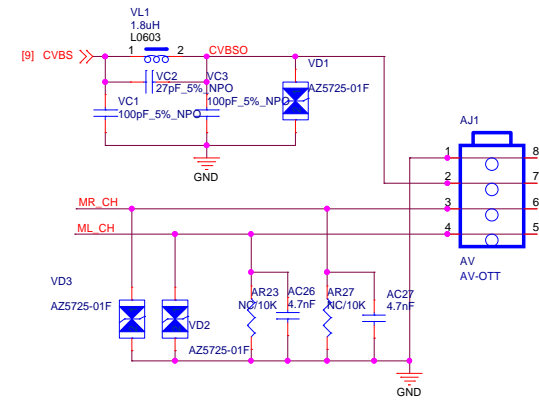 VL1
1.8uH
L0603
[9] CVBS
1 2
CVBSO
VC2
27pF_5%_NPO
VC3
100pF_5%_NPO
VC1
100pF_5%_NPO
VD1
AZ5725-01F
GND
AJ1
1 8
2 7
3 6
4 5
AV
AV-OTT
MR_CH
ML_CH
VD3
AZ5725-01F
VD2
AZ5725-01F
AR23
NC/10K
AC26
4.7nF
AR27
NC/10K
AC27
4.7nF
GND